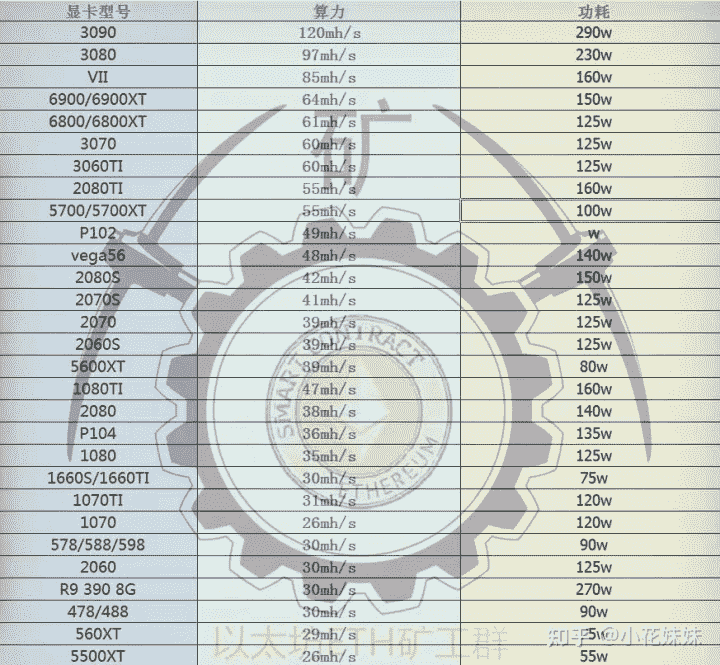 显卡型号 算力 功耗
3090 120mh/s 290w
3080 97mh/s 230w
VII 85mh/s 160w
6900/6900XT 64mh/s 150w
6800/6800XT 61mh/s 125w
3070 60mh/s 125w
3060TI 60mh/s 125w
2080TI 55mh/s 160w
5700/5700XT 55mh/s 100w
P102 49mh/s w
vega56 48mh/s 140w
2080S 42mh/s 150w
2070S 41mh/s 125w
2070 39mh/s 125w
2060S 39mh/s 125w
5600XT 39mh/s 80w
1080TI 47mh/s 160w
2080 38mh/s 140w
P104 36mh/s 135w
1080 35mh/s 125w
1660S/1660TI 30mh/s 75w
1070TI 31mh/s 120w
1070 26mh/s 120w
578/588/598 30mh/s 90w
2060 30mh/s 125w
R9 390 8G 30mh/s 270w
478/488 30mh/s 90w
560XT 29mh/s 5w
5500XT 26mh/s 55w
矿
SMART CONTRACT
ETHEREUM
以太坊ETH矿工群
知乎 @小花妹妹